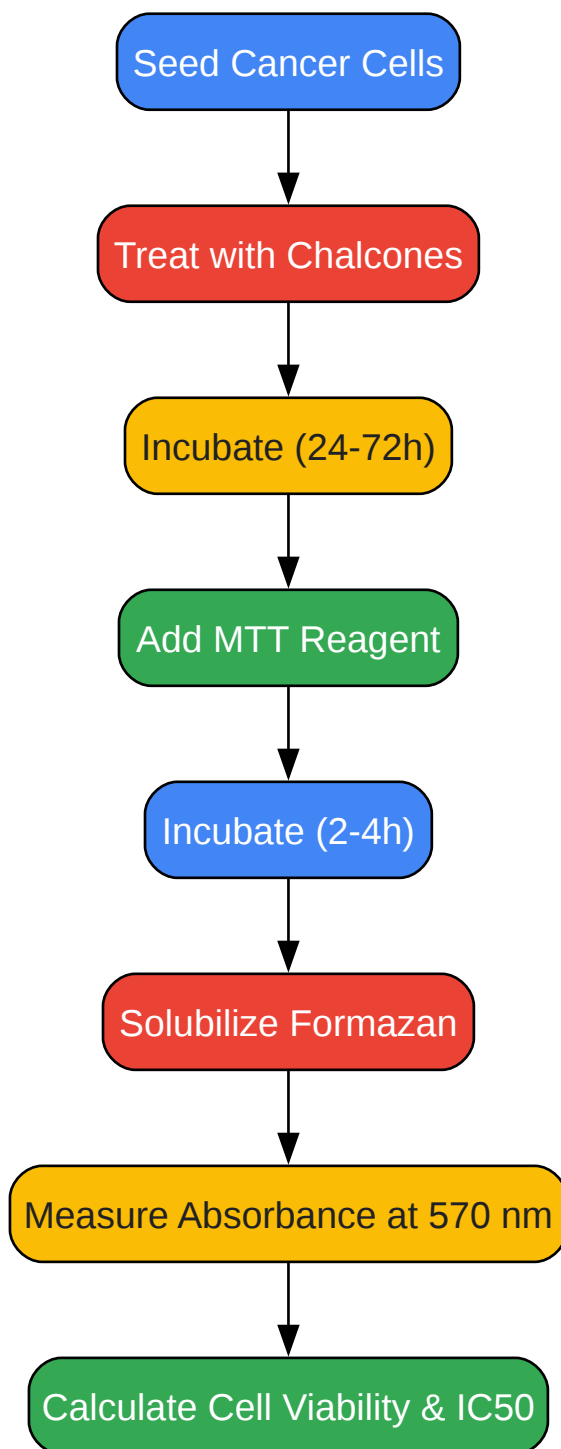 Seed Cancer Cells
Treat with Chalcones
Incubate (24-72h)
Add MTT Reagent
Incubate (2-4h)
Solubilize Formazan
Measure Absorbance at 570 nm
Calculate Cell Viability & IC50